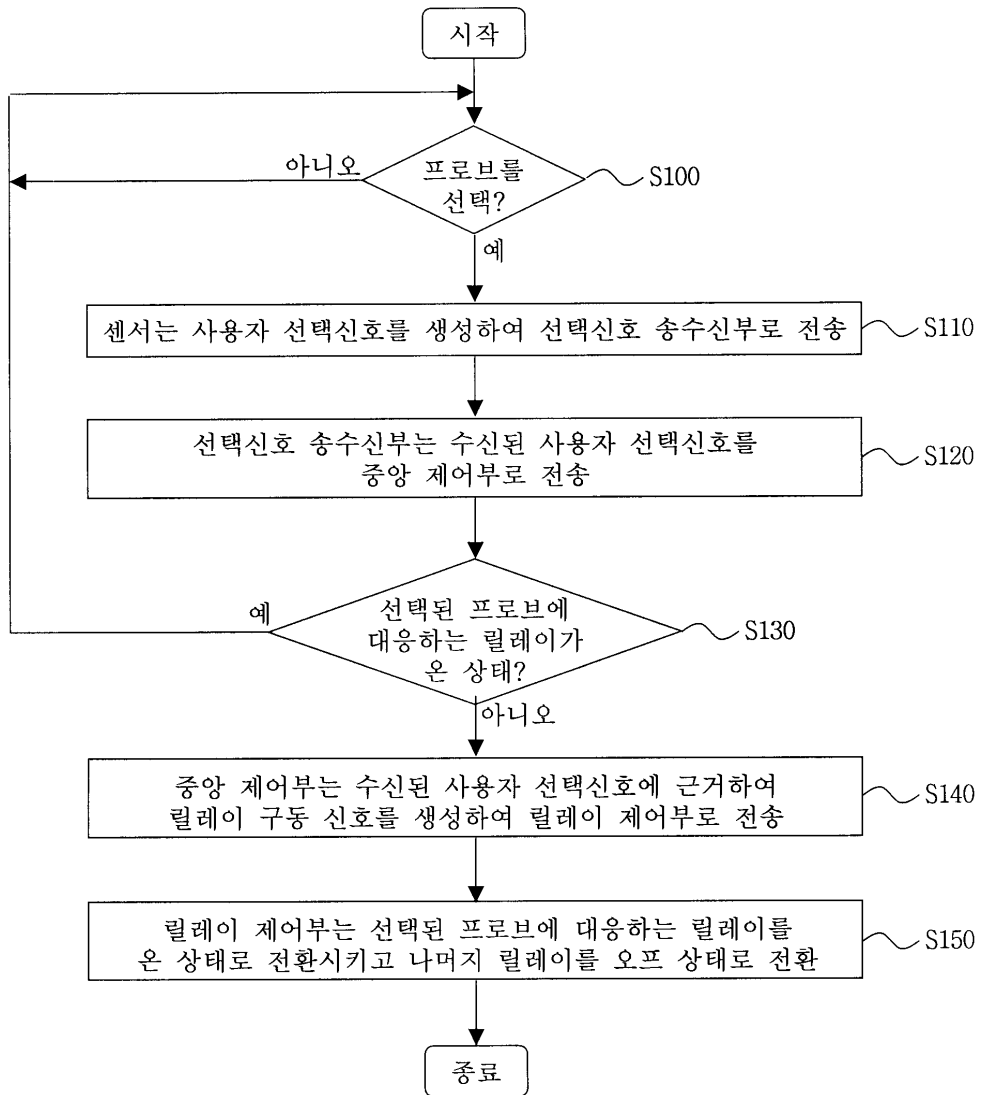 시작
아니오
프로브를
선택?
S100
예
센서는 사용자 선택신호를 생성하여 선택신호 송수신부로 전송
S110
선택신호 송수신부는 수신된 사용자 선택신호를
중앙 제어부로 전송
S120
예
선택된 프로브에
대응하는 릴레이가
온 상태?
S130
아니오
중앙 제어부는 수신된 사용자 선택신호에 근거하여
릴레이 구동 신호를 생성하여 릴레이 제어부로 전송
S140
릴레이 제어부는 선택된 프로브에 대응하는 릴레이를
온 상태로 전환시키고 나머지 릴레이를 오프 상태로 전환
S150
종료